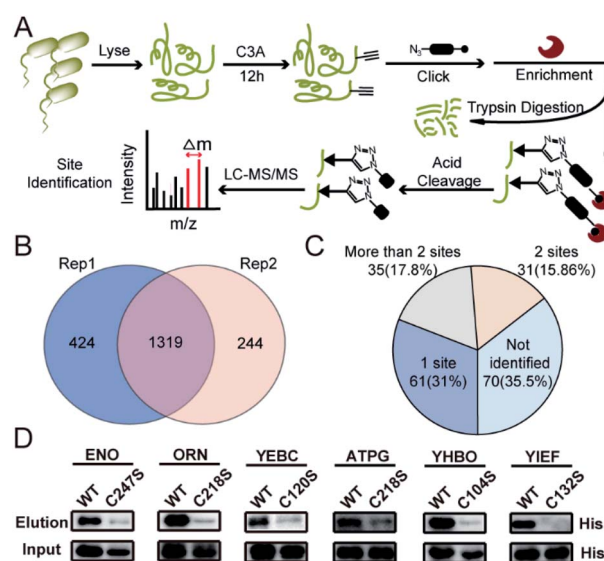 A
Lyse
C3A
12h
N3
Click
Enrichment
Trypsin Digestion
Acid
Cleavage
N=N
N
N=N
N
LC-MS/MS
N=N
N
N=N
N
Site
Identification
Intensity
Δm
m/z
B
Rep1
Rep2
424
1319
244
C
More than 2 sites
35(17.8%)
2 sites
31(15.86%)
1 site
61(31%)
Not
identified
70(35.5%)
D
ENO
ORN
YEBC
ATPG
YHBO
YIEF
WT C247S
WT C218S
WT C120S
WT C218S
WT C104S
WT C132S
Elution
His
Input
His